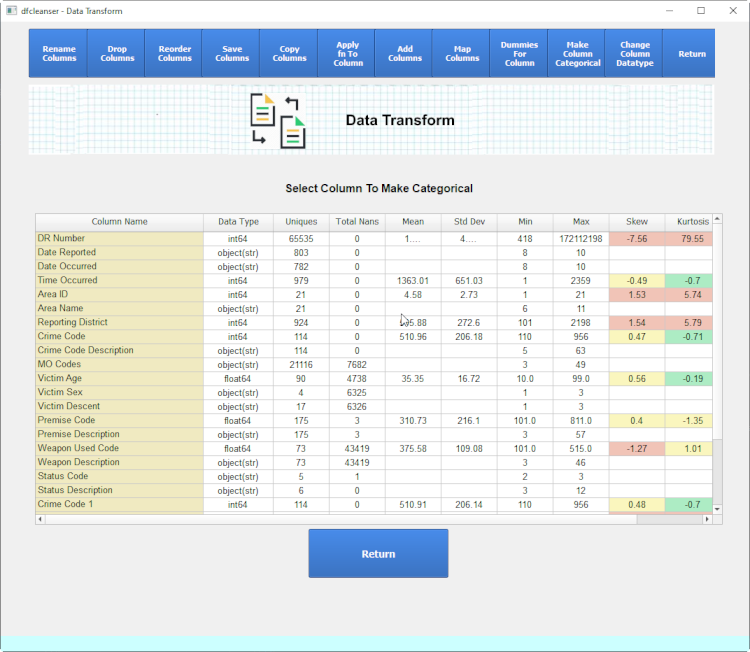 dfcleanser - Data Transform
Rename Columns Drop Columns Reorder Columns Save Columns Copy Columns Apply fn To Column Add Columns Map Columns Dummies For Column Make Column Categorical Change Column Datatype Return
Data Transform
Select Column To Make Categorical
Column Name Data Type Uniques Total Nans Mean Std Dev Min Max Skew Kurtosis
DR Number int64 65535 0 1.... 4.... 418 172112198 -7.56 79.55
Date Reported object(str) 803 0 8 10
Date Occurred object(str) 782 0 8 10
Time Occurred int64 979 0 1363.01 651.03 1 2359 -0.49 -0.7
Area ID int64 21 0 4.58 2.73 1 21 1.53 5.74
Area Name object(str) 21 0 6 11
Reporting District int64 924 0 272.6 101 2198 1.54 5.79
Crime Code int64 114 0 510.96 206.18 110 956 0.47 -0.71
Crime Code Description object(str) 114 0 5 63
MO Codes object(str) 21116 7682 3 49
Victim Age float64 90 4738 35.35 16.72 10.0 99.0 0.56 -0.19
Victim Sex object(str) 4 6325 1 3
Victim Descent object(str) 17 6326 1 3
Premise Code float64 175 3 310.73 216.1 101.0 811.0 0.4 -1.35
Premise Description object(str) 175 3 3 57
Weapon Used Code float64 73 43419 375.58 109.08 101.0 515.0 -1.27 1.01
Weapon Description object(str) 73 43419 3 46
Status Code object(str) 5 1 2 3
Status Description object(str) 6 0 3 12
Crime Code 1 int64 114 0 510.91 206.14 110 956 0.48 -0.7
Return